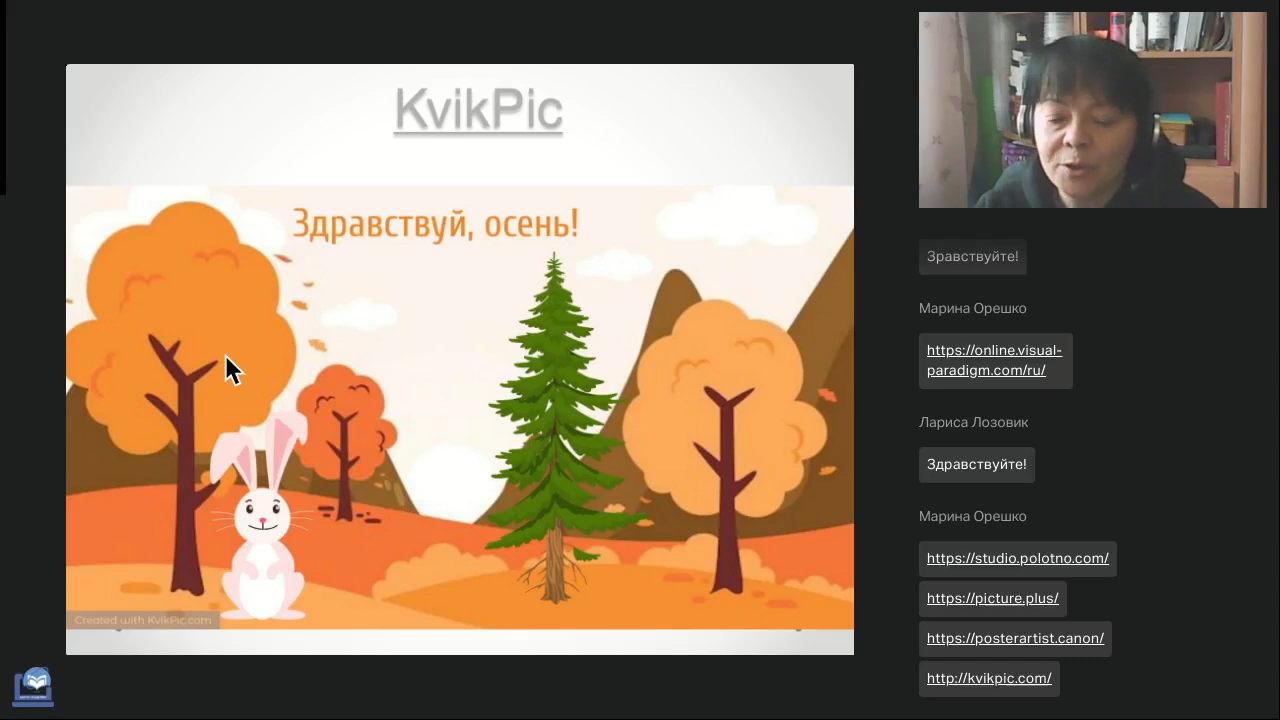 KvikPic
Здравствуй, осень!
Created with KvikPic.com
Зравствуйте!
Марина Орешко
https://online.visual-
paradigm.com/ru/
Лариса Лозовик
Здравствуйте!
Марина Орешко
https://studio.polotno.com/
https://picture.plus/
https://posterartist.canon/
http://kvikpic.com/